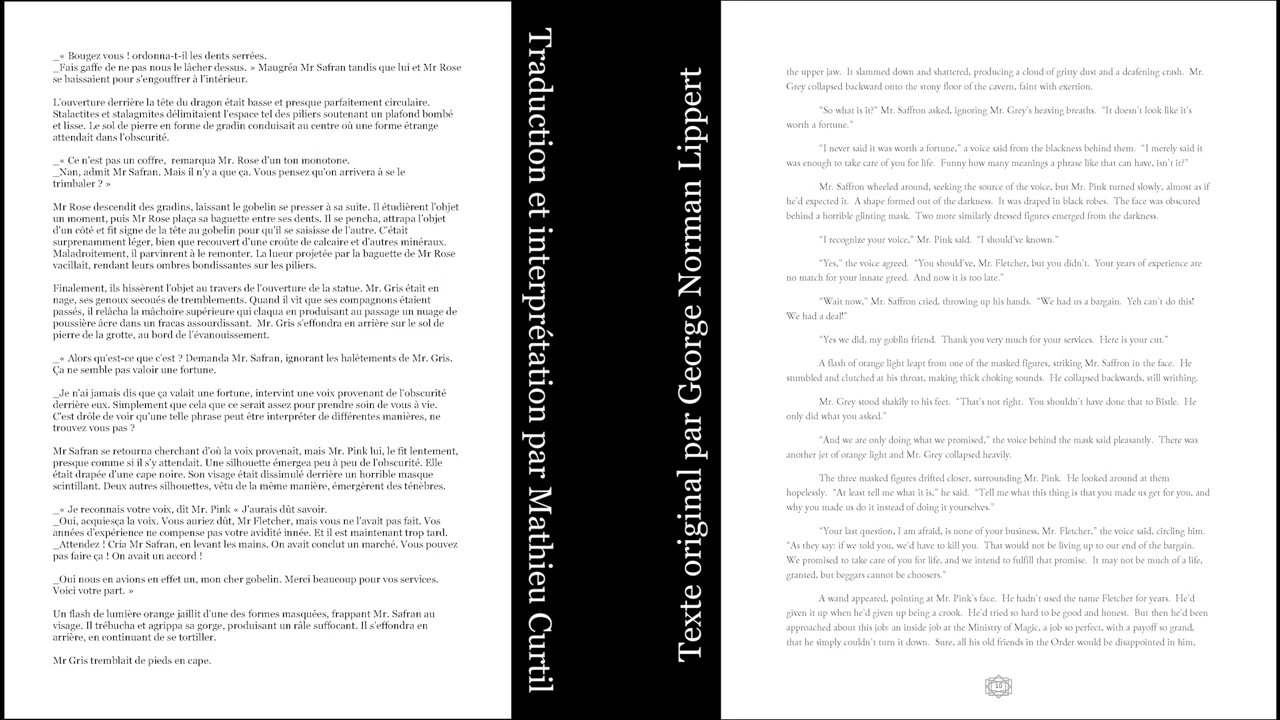 _« Bougez vous ! ordonna-t-il les dents serrées.
_Fais gaffe de ne pas nous le lâcher dessus. » Maugréa Mr Safran tandis que lui et Mr Rose
se baissaient pour s'engouffrer à l'intérieur.
L'ouverture derrière la tête du dragon était basse et presque parfaitement circulaire.
Stalactites et stalagmites délimitaient l'espace tel des piliers soutenant un plafond bombé
et lisse. Le sol de pierre en forme de gradin conduisait au centre où une forme étrange
attendait dans l'obscurité.
_« Ce n'est pas un coffre, remarqua Mr. Rose d'un ton monotone.
_Nan, admit Mr Safran. Mais il n'y a que ça. Vous pensez qu'on arrivera à se le
trimbaler ? »
Mr Rose descendit des gradins, laissant le gobelin se presser à sa suite. Il étudièrent l'objet
un moment, puis Mr Rose plaça sa baguette entre ses dents. Il se pencha, attrapa l'objet
d'un côté et fit signe de la tête au gobelin pour qu'il se saisisse de l'autre. C'était
surprenamment léger, bien que recouvert d'une croûte de calcaire et d'autres minéraux.
Maladroitement, il parvinrent à le remonter. La lueur projetée par la baguette de Mr Rose
vacillait, rendant leurs ombres bondissantes sur les piliers.
Finalement, ils hissèrent l'objet au travers de l'ouverture de la statue. Mr. Gris était en
nage, ses genoux secoués de tremblements. Quand il vit que ses compagnons étaient
passés, il relâcha la mâchoire supérieure qui claqua en produisant au passage un nuage de
poussière âcre dans un fracas assourdissant. Mr. Gris s'effondra en arrière sur le sol de
pierre de la grotte, au bord de l'évanouissement.
_« Alors qu'est-ce que c'est ? Demanda Mr. Safran, ignorant les halètements de Mr. Gris.
Ça ne semble pas valoir une fortune.
_Je n'ai jamais dis que ça valait une fortune, intervint une voix provenant de l'obscurité
derrière eux. Simplement que cela que ce serait assez pour prendre soin de vous à vie.
C'est drôle de voir qu'une telle phrase peut être interpréter de différentes manières, ne
trouvez vous pas ?
Mr Safran se retourna cherchant d'où la voix provenait, mais Mr. Pink lui, le fit lentement,
presque comme si il s'y attendait. Une silhouette émergea peu à peu de l'obscurité. Elle
était drapée d'une cape noire. Son visage était dissimulé derrière un horrible masque
scintillant. Deux autres silhouettes, vêtu de la même manière, émergèrent des ténèbres.
_« Je reconnais votre voix, dit Mr. Pink « J'aurais dût savoir.
_Oui, acquiesça la voix. Vous auriez dût, Mr Fletcher, mais vous ne l'avait pas fait. Vos
années d'expérience ne compense pas votre avidité innée. Et il est maintenant trop tard.
_Attendez ! Cria Mr Safran, en levant les mains. On avait conclut un marché. Vous pouvez
pas faire ça ! On avait un accord !
_Oui nous en avions en effet un, mon cher gobelin. Merci beaucoup pour vos services.
Voici votre part. »
Un flash de lumière orange jaillit d'une des formes masquées, frappant Mr. Safran au
visage. Il trébucha et agrippa sa gorge, produisant un râle suffocant. Il s'effondra en
arrière, en continuant de se tortiller.
Mr Gris tremblait de pieds en cape.
Traduction et interprétation par Mathieu Curtil
Texte original par George Norman Lippert
the upper jaw. It slammed down and shattered, producing a cloud of gritty dust and a deafening crash. Mr.
Grey collapsed backward onto the stony floor of the cavern, faint with exertion.
"So what is it?" Mr. Saffron asked, ignoring Mr. Grey's heaving breaths. "It doesn't look like it's
worth a fortune."
"I never said it was worth a fortune," a voice said from the blackness behind them. "I merely said it
was enough to take care of you for life. Funny how many meanings a phrase like that can have, isn't it?"
Mr. Saffron wheeled around, seeking the source of the voice, but Mr. Pink turned slowly, almost as if
he'd expected it. A shape formed out of the darkness. It was draped in black robes. The face was obscured
behind a horrible glinting mask. Two more similarly dressed figures emerged from the darkness.
"I recognize your voice," Mr. Pink said. "I should've known."
"Yes," the voice agreed. "You should've, Mr. Fletcher, but you didn't. Your years of experience are
no match for your innate greed. And now it is too late."
"Wait now," Mr. Saffron cried, throwing up his hands. "We had us a bargain. Yeh can't do this!
We had a deal!"
"Yes we did, my goblin friend. Thank you very much for your services. Here is your cut."
A flash of orange light leapt from one of the masked figures, striking Mr. Saffron in the face. He
stumbled and clutched at his throat, making thick choking sounds. He collapsed backwards, still writhing.
Mr. Grey stood shakily to his feet. "That's not right. You shouldn't have done that to Bistle. He
only did what you asked."
"And we are only doing what we promised," the voice behind the mask said pleasantly. There was
another jet of orange light and Mr. Grey collapsed heavily.
The three masked figures drifted closer, surrounding Mr. Pink. He looked around at them
hopelessly. "At least tell me what it is," he said. "Tell me what this thing is that you made us get for you, and
why you made us do it instead of doing it yourselves."
"Your last question, I am afraid, is none of your business, Mr. Fletcher," the voice said, circling him.
"As they say: if we told you, we'd have to kill you. That would not be living up to our end of the bargain.
We promised to take care of you for life, and we intend to fulfill that promise. It may not be much of a life,
granted, but beggars cannot be choosers."
A wand appeared, pointing at Mr. Pink's face. He hadn't used the name Fletcher for years. He'd
given it up when he'd given up being a crook. He'd tried so hard to be good and honest. But then he'd been
approached about this job: an inside job at the Ministry of Magic, a job so perfect, with a payoff so grand,
that he simply couldn't turn it down. Sure, all his old friends in the Order would be disappointed in him,
10